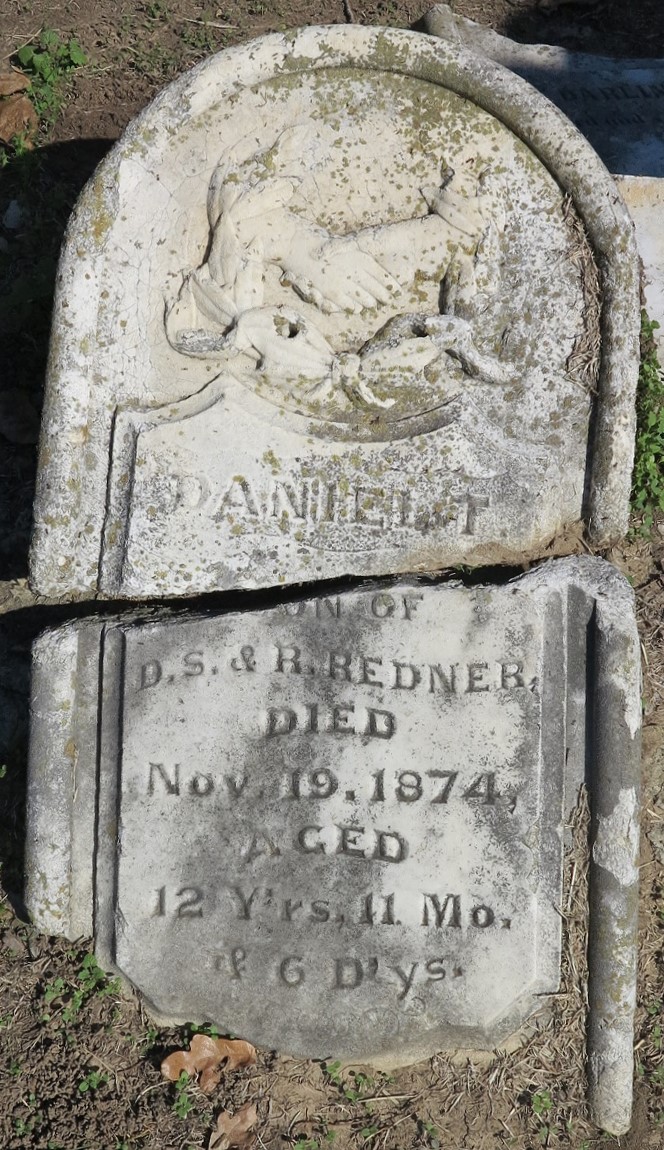 DANIEL T
ON OF
D. S. & R. REDNER,
DIED
Nov. 19, 1874,
AGED
12 Y'rs, 11 Mo.
& 6 D'ys.